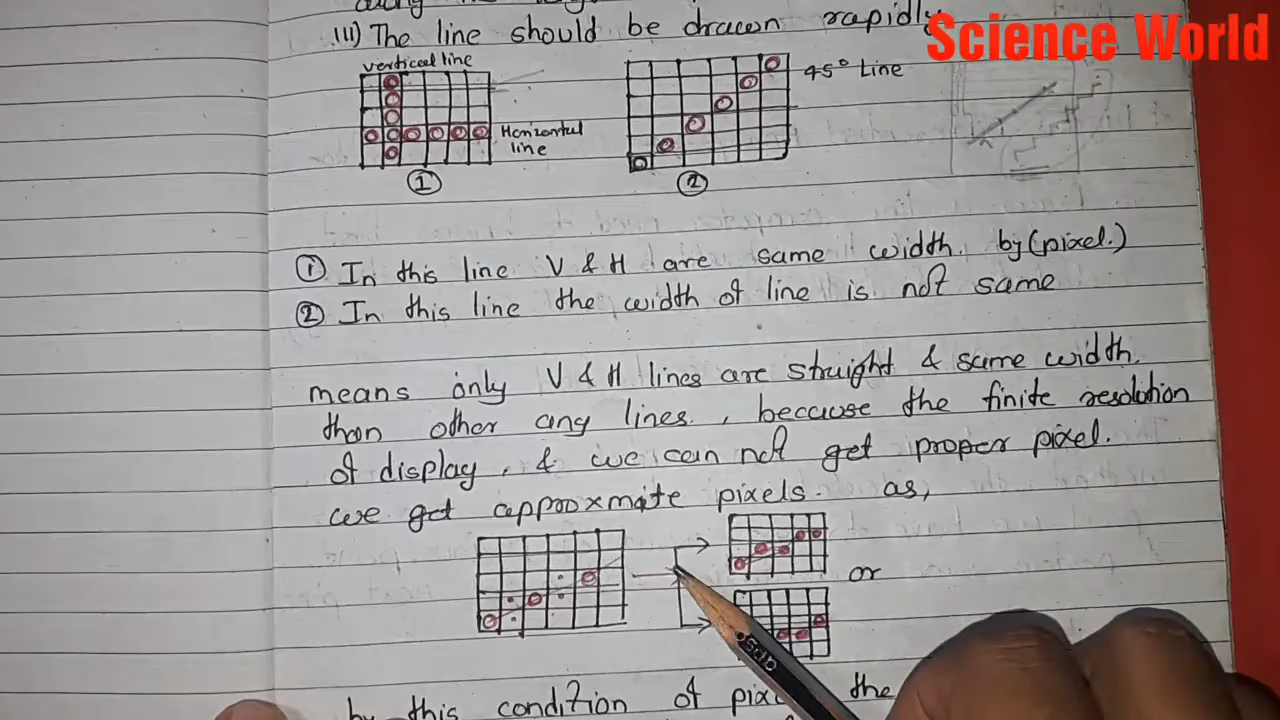 iii) The line should be drawn rapidly
Science World
vertical line
45° Line
Horizontal
line
①
②
① In this line V & H are same width. by (pixel.)
② In this line the width of line is not same
means only V & H lines are straight & same width.
than other any lines. , because the finite resolution
of display, & we can not get proper pixel.
we get approxmate pixels. as,
or
by this condition of the